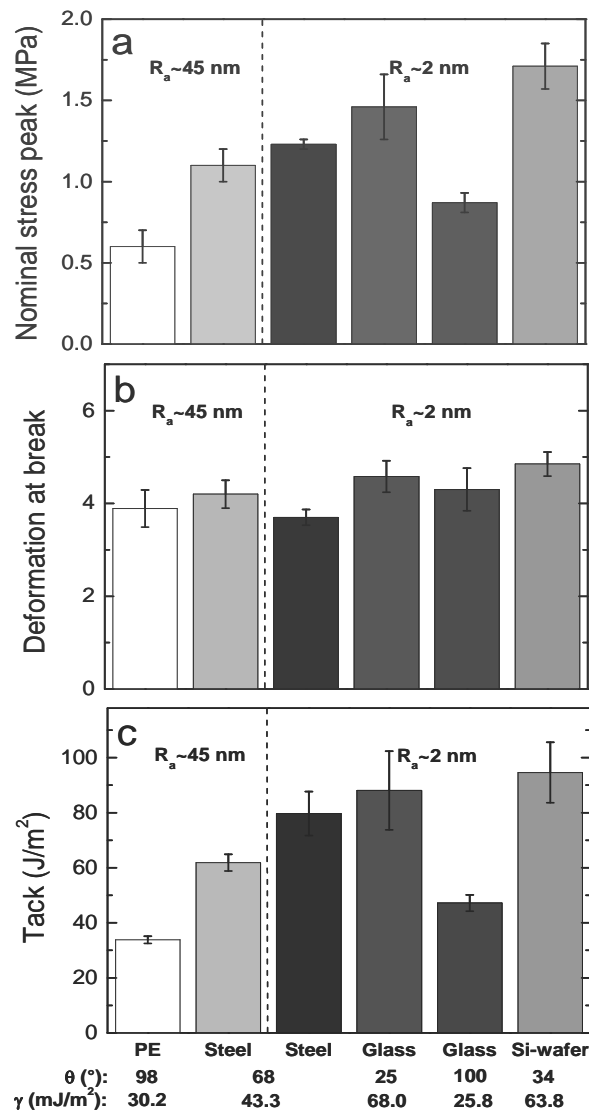 a
Nominal stress peak (MPa)
2.0
1.5
1.0
0.5
0.0
Rₐ~45 nm
Rₐ~2 nm
b
Deformation at break
6
4
2
0
Rₐ~45 nm
Rₐ~2 nm
c
Tack (J/m²)
100
80
60
40
20
0
Rₐ~45 nm
Rₐ~2 nm
PE Steel Steel Glass Glass Si-wafer
θ (°): 98 68 25 100 34
γ (mJ/m²): 30.2 43.3 68.0 25.8 63.8